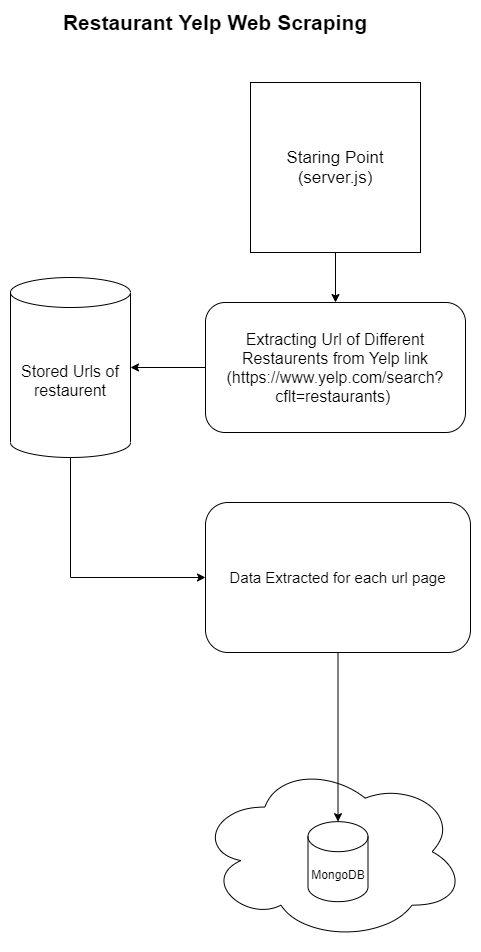 Restaurant Yelp Web Scraping
Staring Point
(server.js)
Extracting Url of Different
Restaurents from Yelp link
(https://www.yelp.com/search?
cflt=restaurants)
Stored Urls of
restaurent
Data Extracted for each url page
MongoDB